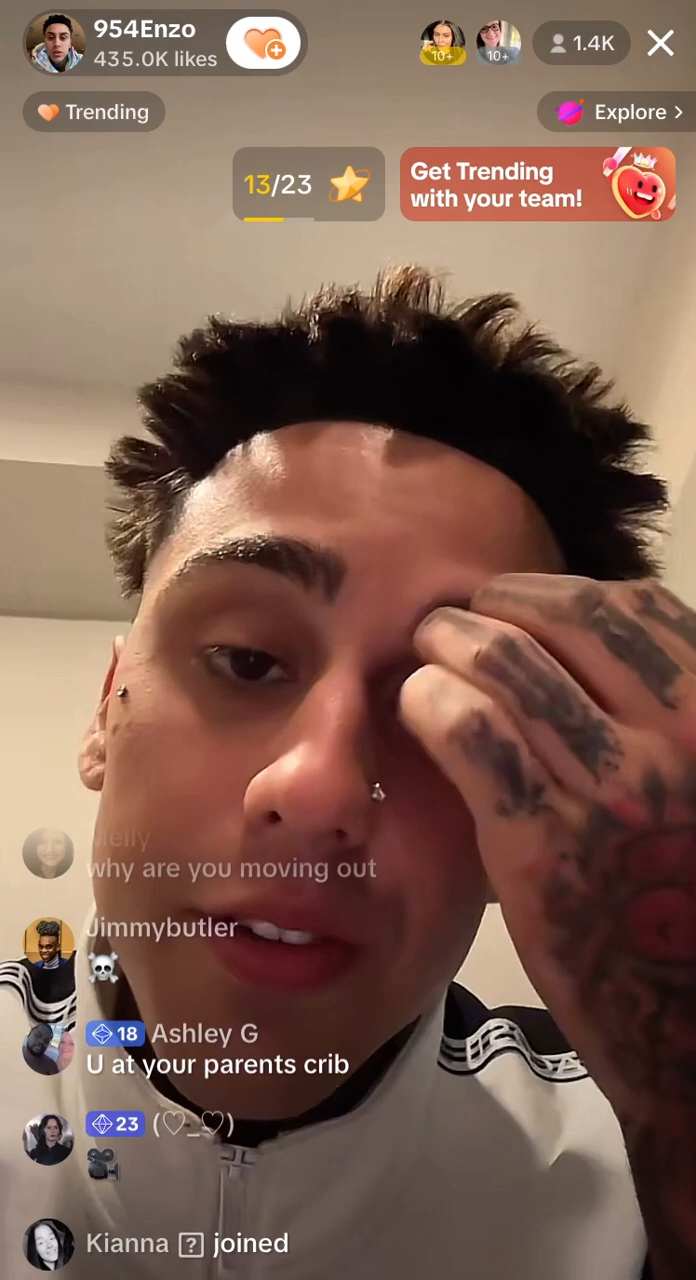 954Enzo
435.0K likes
10+
10+
1.4K
Trending
Explore
13/23
Get Trending
with your team!
Melly
why are you moving out
Jimmybutler
18 Ashley G
U at your parents crib
23 (♡_♡)
Kianna ? joined